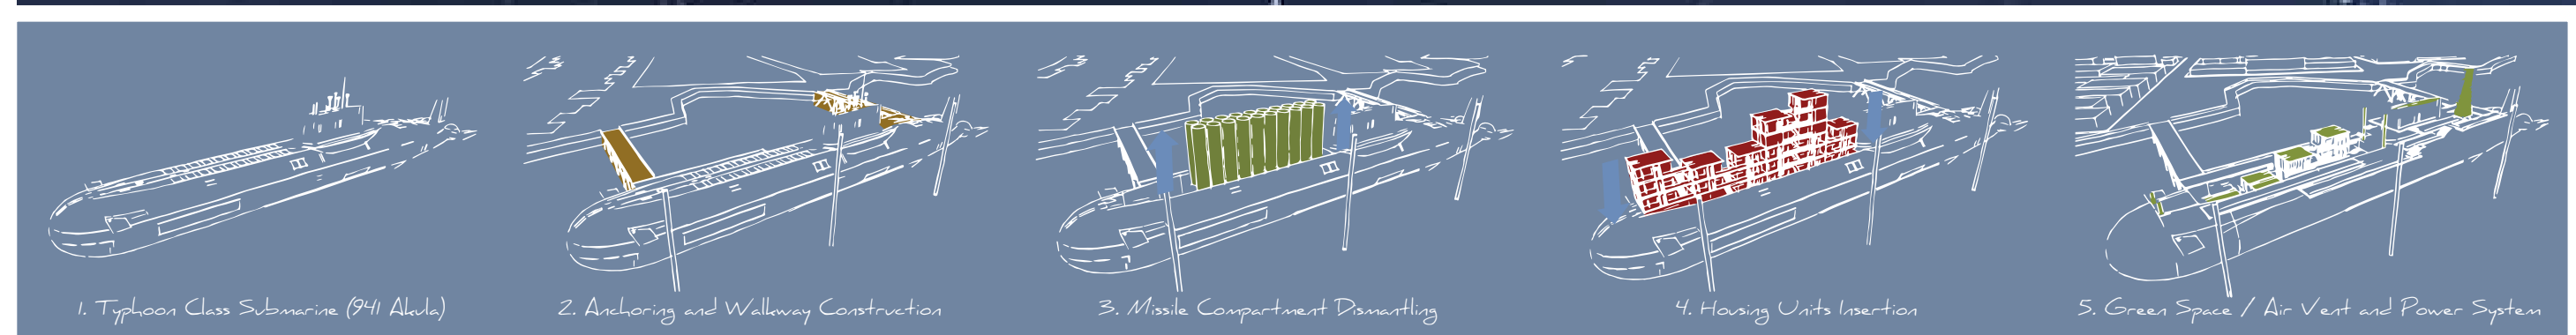 1. Typhoon Class Submarine (941 Akula)
2. Anchoring and Walkway Construction
3. Missile Compartment Dismantling
4. Housing Units Insertion
5. Green Space / Air Vent and Power System